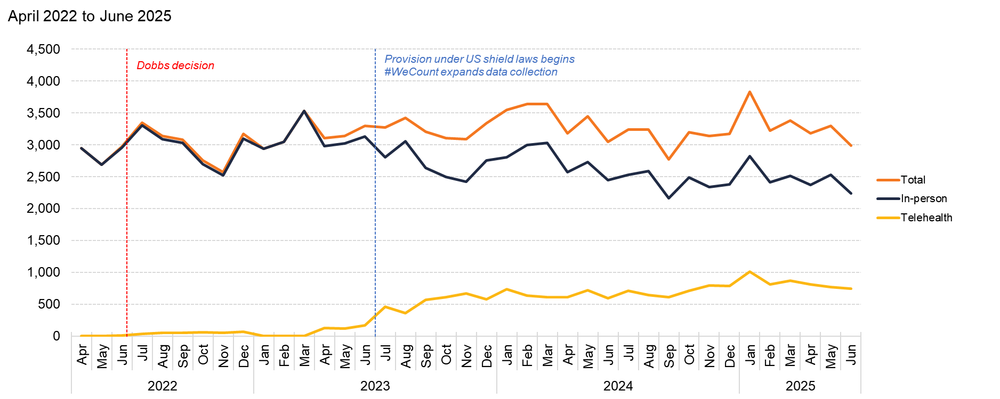 April 2022 to June 2025
4,500
4,000
3,500
3,000
2,500
2,000
1,500
1,000
500
0
Dobbs decision
Provision under US shield laws begins
#WeCount expands data collection
Total
In-person
Telehealth
Apr May Jun Jul Aug Sep Oct Nov Dec Jan Feb Mar Apr May Jun Jul Aug Sep Oct Nov Dec Jan Feb Mar Apr May Jun Jul Aug Sep Oct Nov Dec Jan Feb Mar Apr May Jun
2022 2023 2024 2025